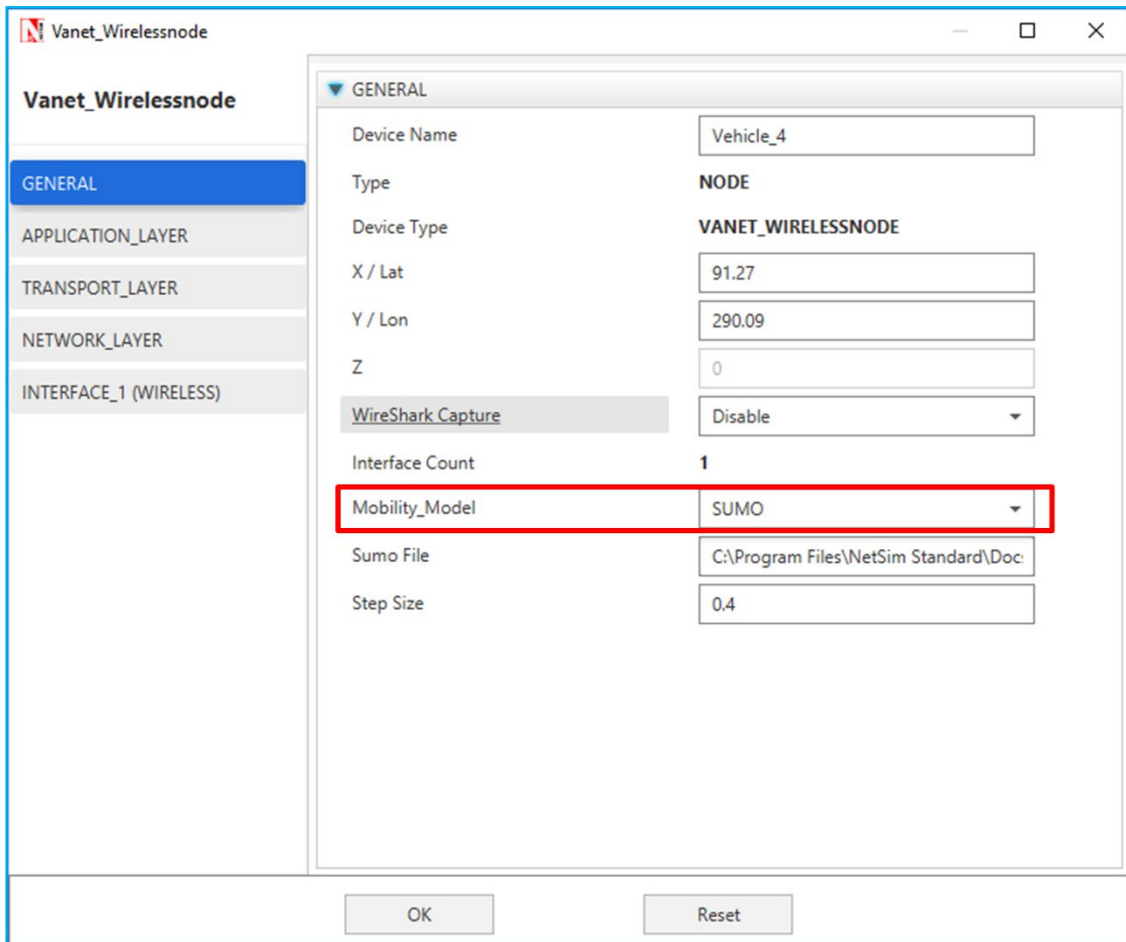 Vanet_Wirelessnode
Vanet_Wirelessnode
GENERAL
APPLICATION_LAYER
TRANSPORT_LAYER
NETWORK_LAYER
INTERFACE_1 (WIRELESS)
GENERAL
Device Name Vehicle_4
Type NODE
Device Type VANET_WIRELESSNODE
X / Lat 91.27
Y / Lon 290.09
Z 0
WireShark Capture Disable
Interface Count 1
Mobility_Model SUMO
Sumo File C:\Program Files\NetSim Standard\Docs
Step Size 0.4
OK Reset